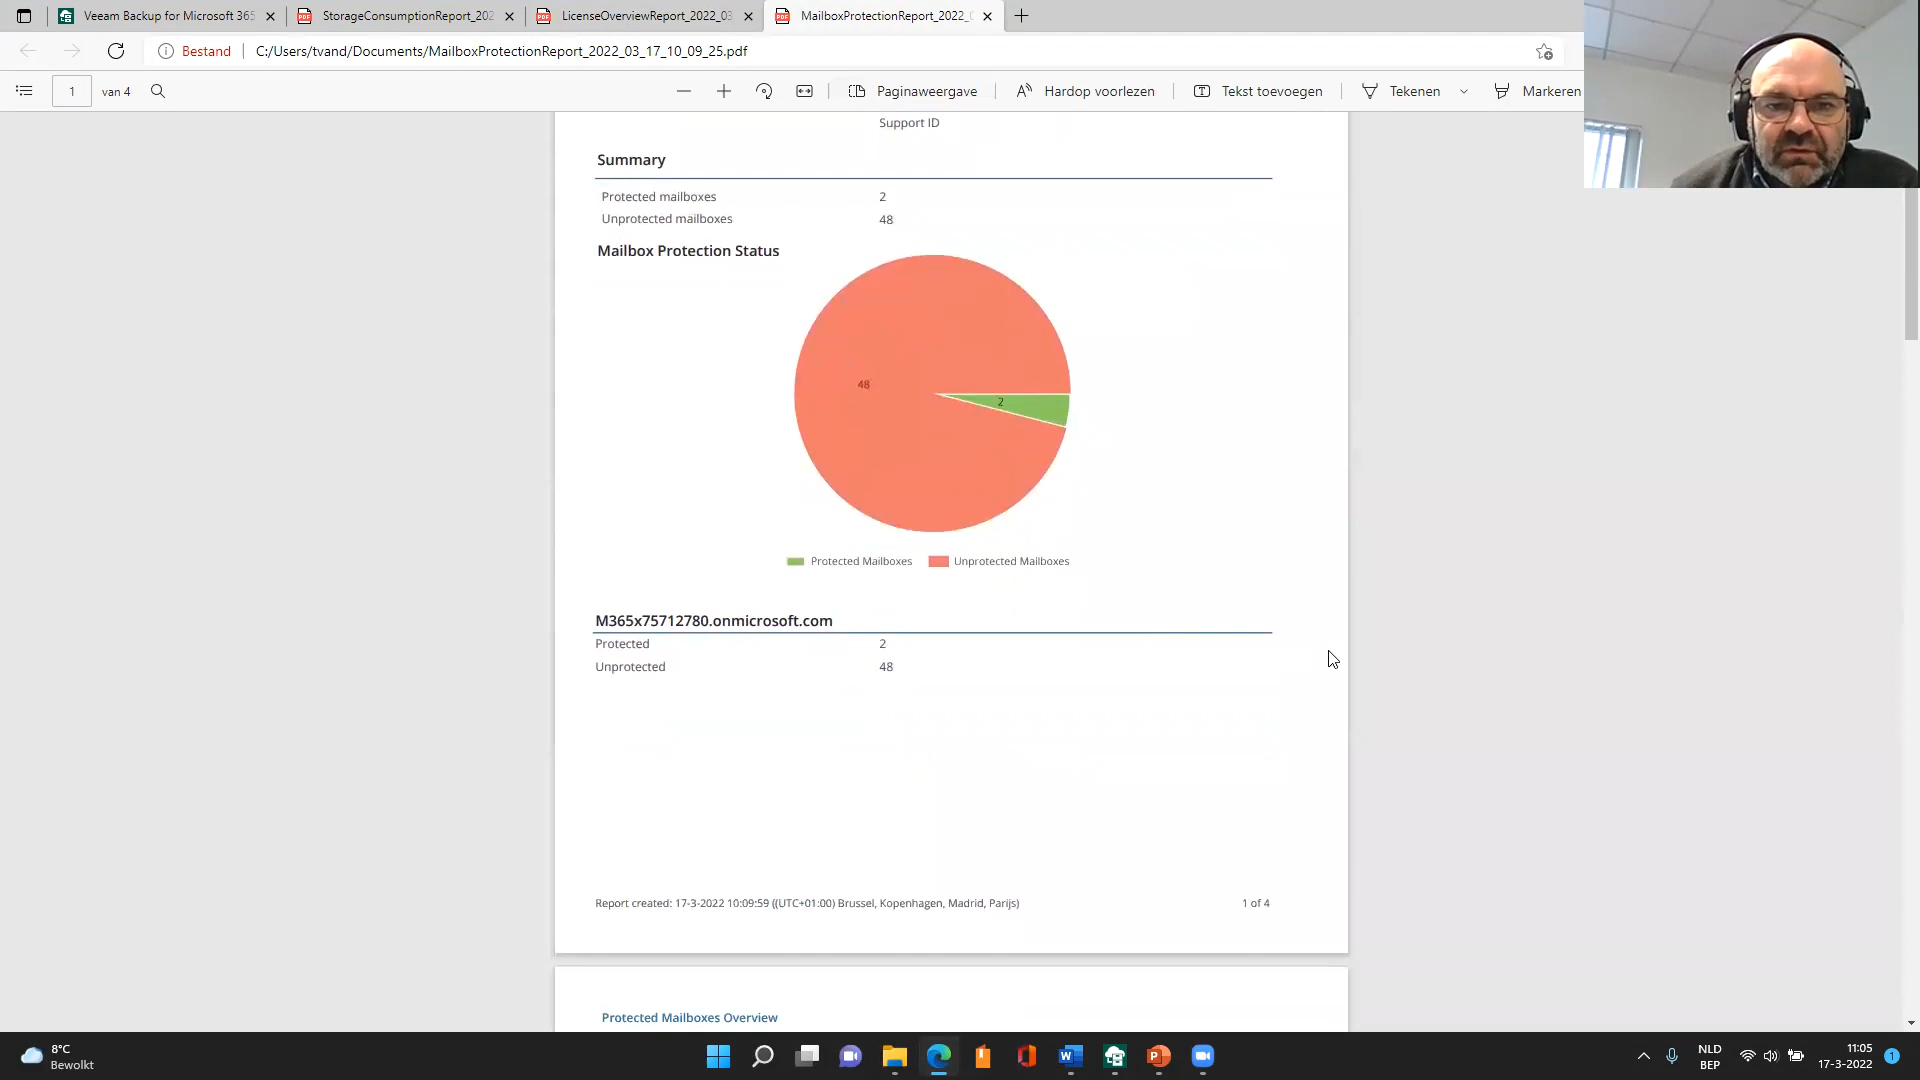 Veeam Backup for Microsoft 365
StorageConsumptionReport_202
LicenseOverviewReport_2022_03
MailboxProtectionReport_2022_0
Bestand
C:/Users/tvand/Documents/MailboxProtectionReport_2022_03_17_10_09_25.pdf
1 van 4
Paginaweergave
Hardop voorlezen
Tekst toevoegen
Tekenen
Markeren
Support ID
Summary
Protected mailboxes 2
Unprotected mailboxes 48
Mailbox Protection Status
48
2
Protected Mailboxes Unprotected Mailboxes
M365x75712780.onmicrosoft.com
Protected 2
Unprotected 48
Report created: 17-3-2022 10:09:59 ((UTC+01:00) Brussel, Kopenhagen, Madrid, Parijs) 1 of 4
Protected Mailboxes Overview
8°C
Bewolkt
NLD
BEP
11:05
17-3-2022
1